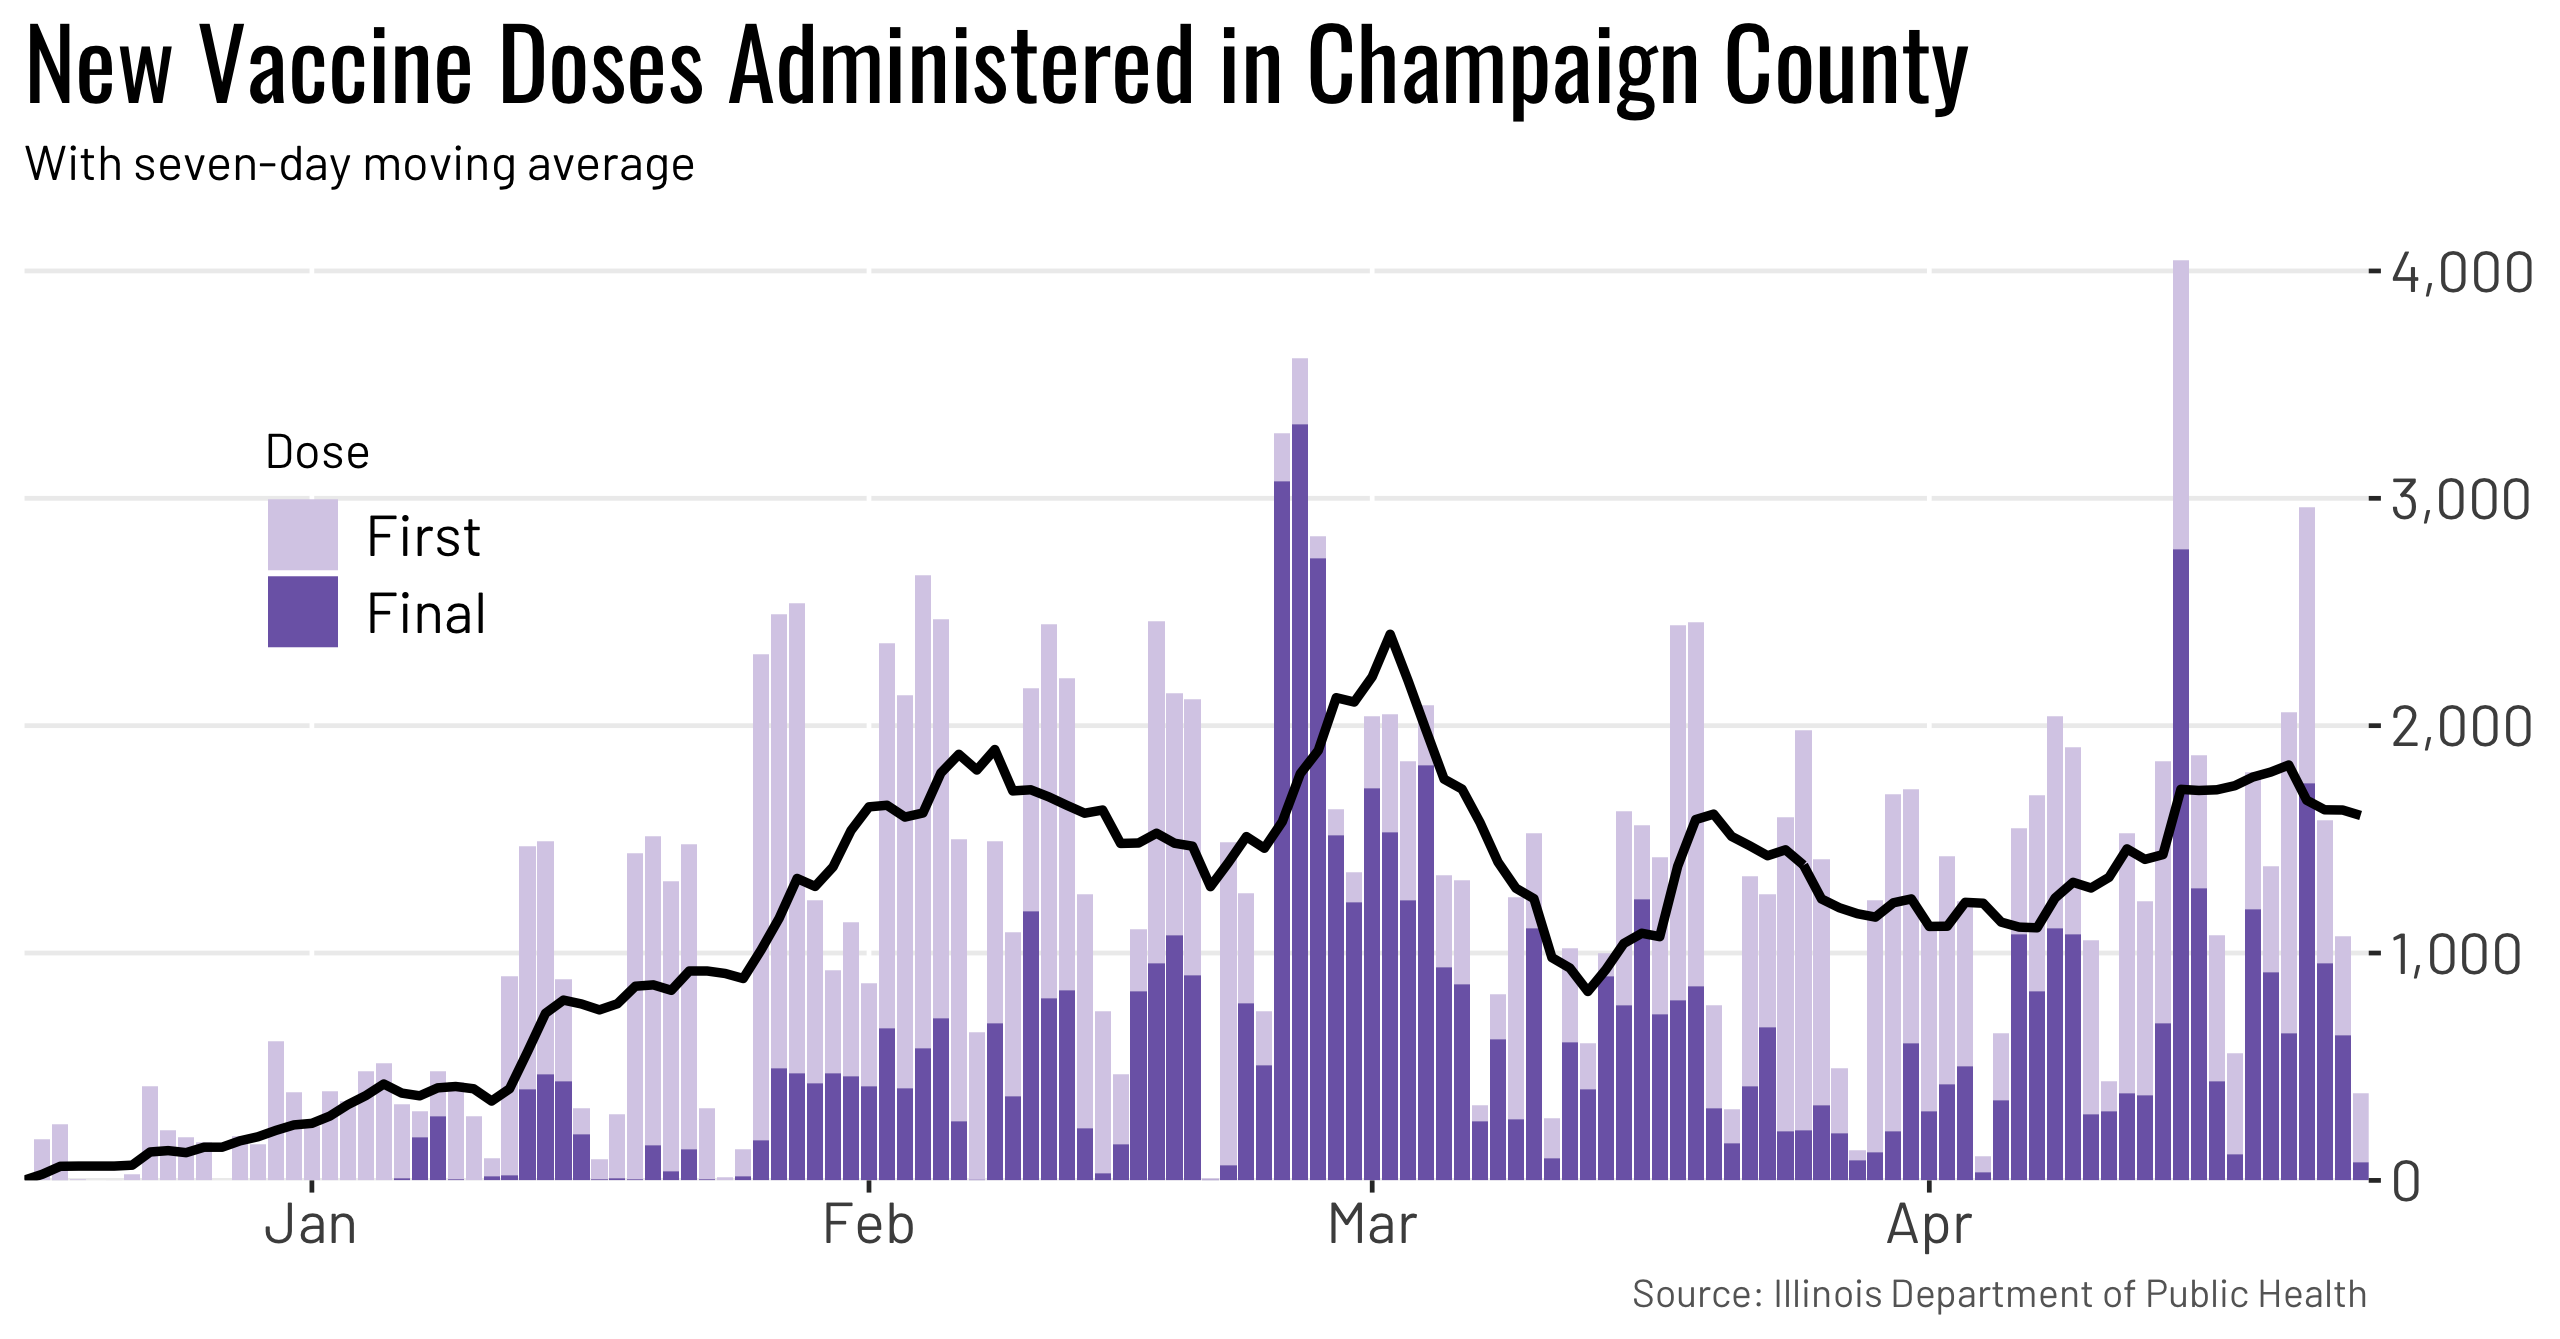 New Vaccine Doses Administered in Champaign County
With seven-day moving average
4,000
3,000
Dose
First
Final
2,000
1,000
0
Jan Feb Mar Apr
Source: Illinois Department of Public Health